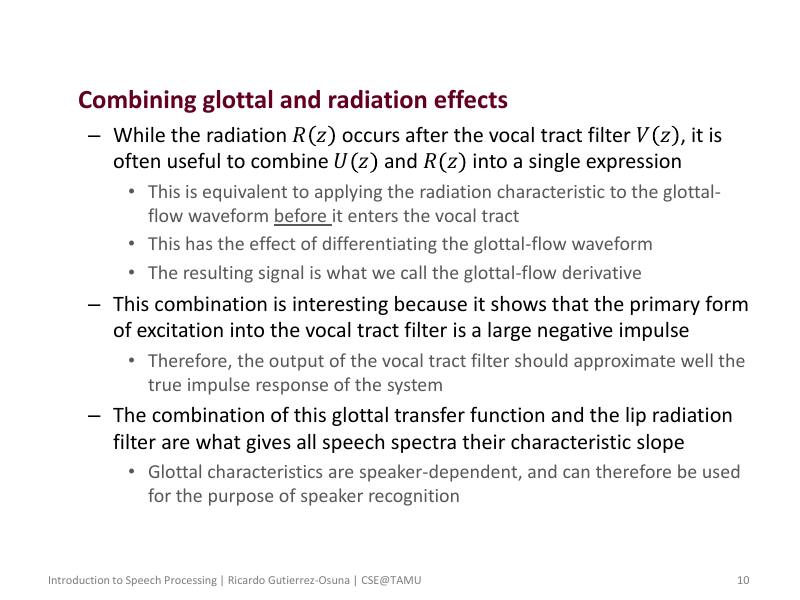 Combining glottal and radiation effects
– While the radiation 𝑅(𝑧) occurs after the vocal tract filter 𝑉(𝑧), it is
often useful to combine 𝑈(𝑧) and 𝑅(𝑧) into a single expression
• This is equivalent to applying the radiation characteristic to the glottal-
flow waveform before it enters the vocal tract
• This has the effect of differentiating the glottal-flow waveform
• The resulting signal is what we call the glottal-flow derivative
– This combination is interesting because it shows that the primary form
of excitation into the vocal tract filter is a large negative impulse
• Therefore, the output of the vocal tract filter should approximate well the
true impulse response of the system
– The combination of this glottal transfer function and the lip radiation
filter are what gives all speech spectra their characteristic slope
• Glottal characteristics are speaker-dependent, and can therefore be used
for the purpose of speaker recognition
Introduction to Speech Processing | Ricardo Gutierrez-Osuna | CSE@TAMU 10